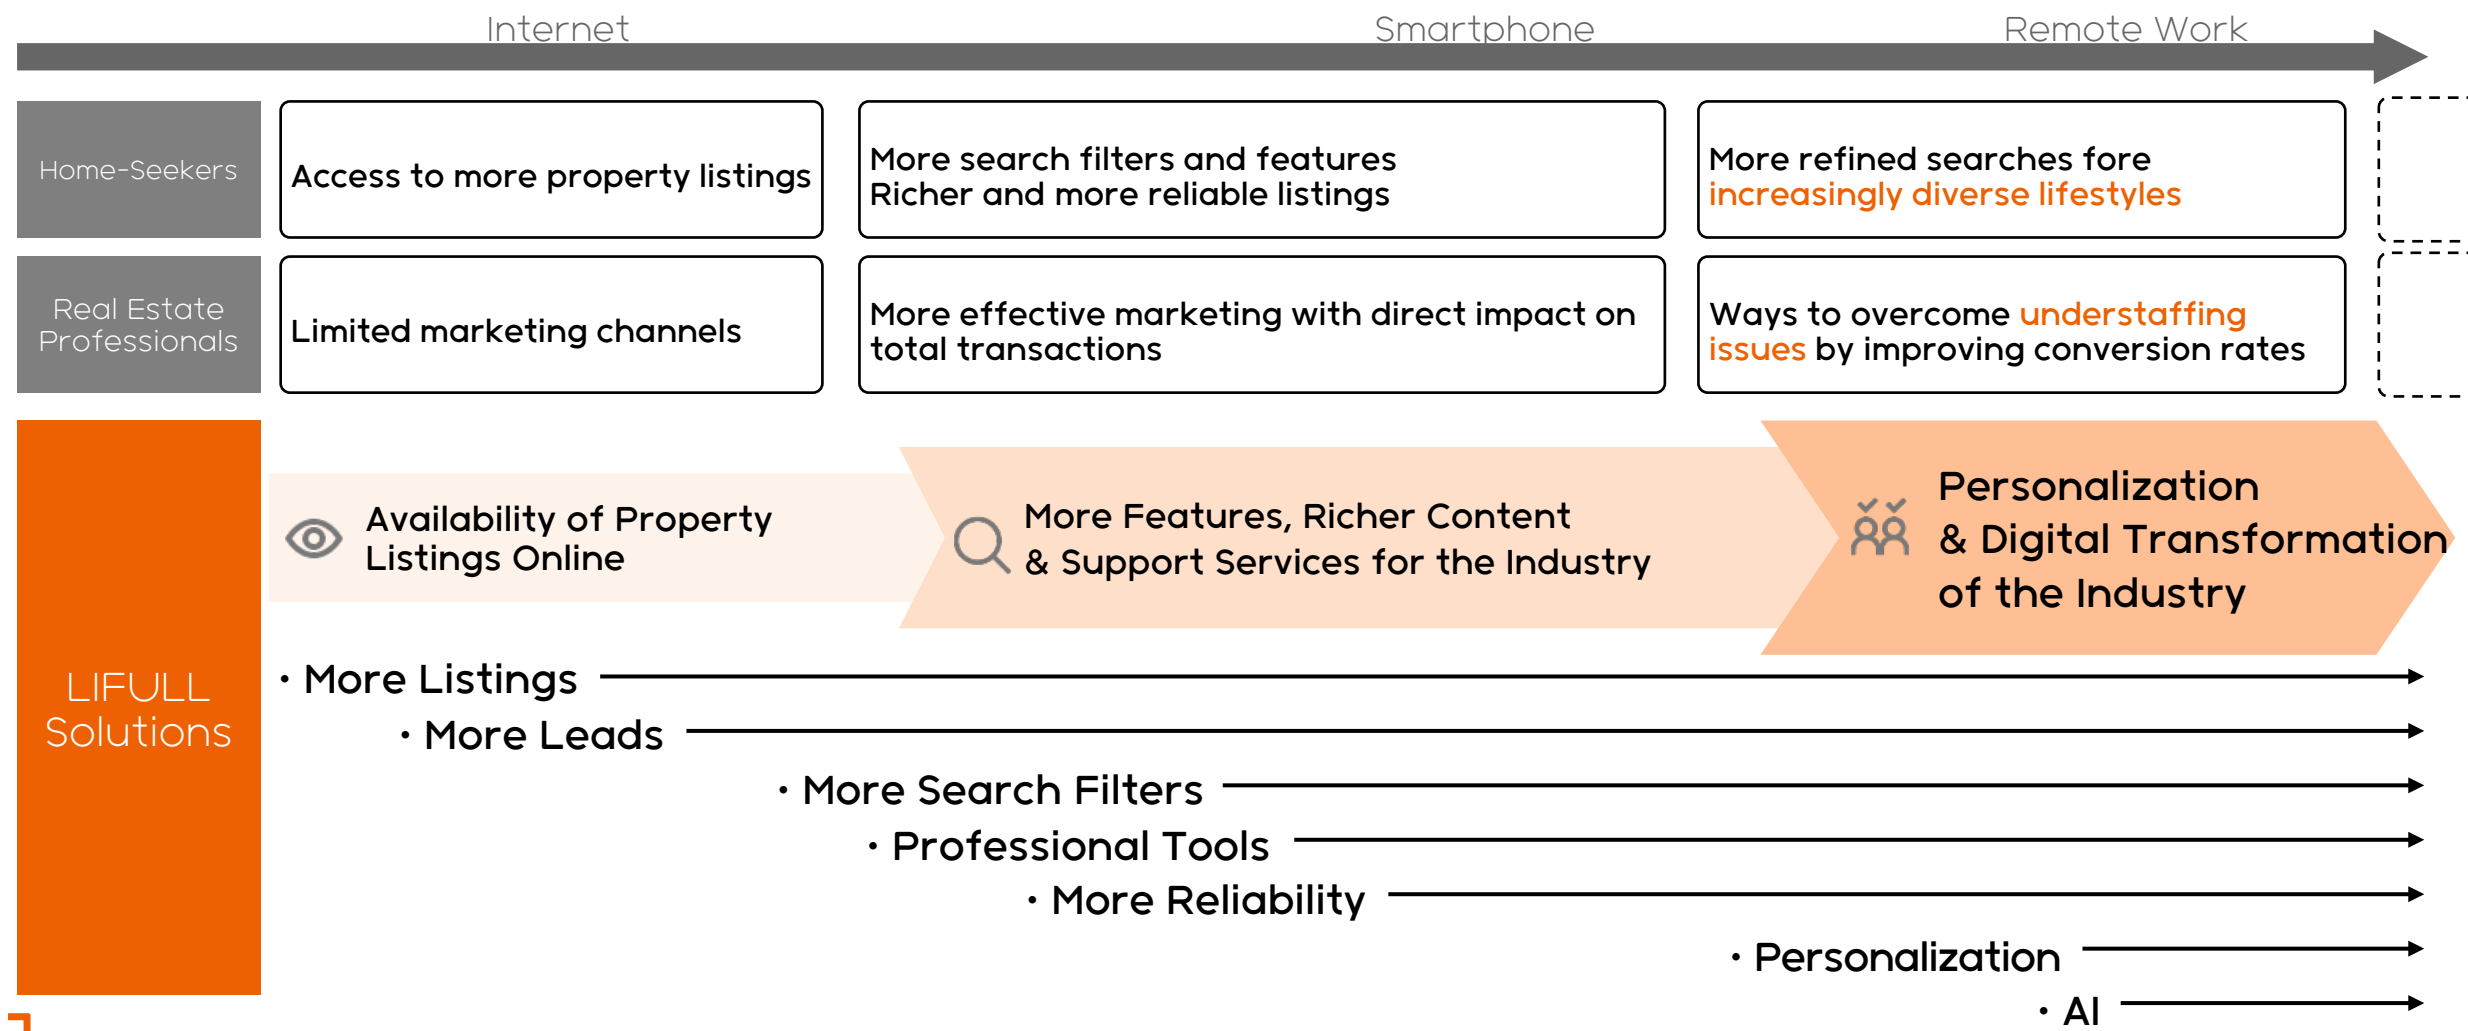 Internet
Smartphone
Remote Work
Home-Seekers
Access to more property listings
More search filters and features
Richer and more reliable listings
More refined searches fore
increasingly diverse lifestyles
Real Estate
Professionals
Limited marketing channels
More effective marketing with direct impact on
total transactions
Ways to overcome understaffing
issues by improving conversion rates
LIFULL
Solutions
Availability of Property
Listings Online
More Features, Richer Content
& Support Services for the Industry
Personalization
& Digital Transformation
of the Industry
・More Listings
・More Leads
・More Search Filters
・Professional Tools
・More Reliability
・Personalization
・AI